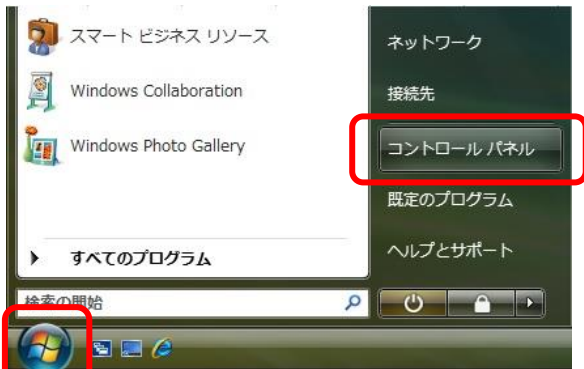 スマート ビジネス リソース
Windows Collaboration
Windows Photo Gallery
すべてのプログラム
検索の開始
ネットワーク
接続先
コントロール パネル
既定のプログラム
ヘルプとサポート